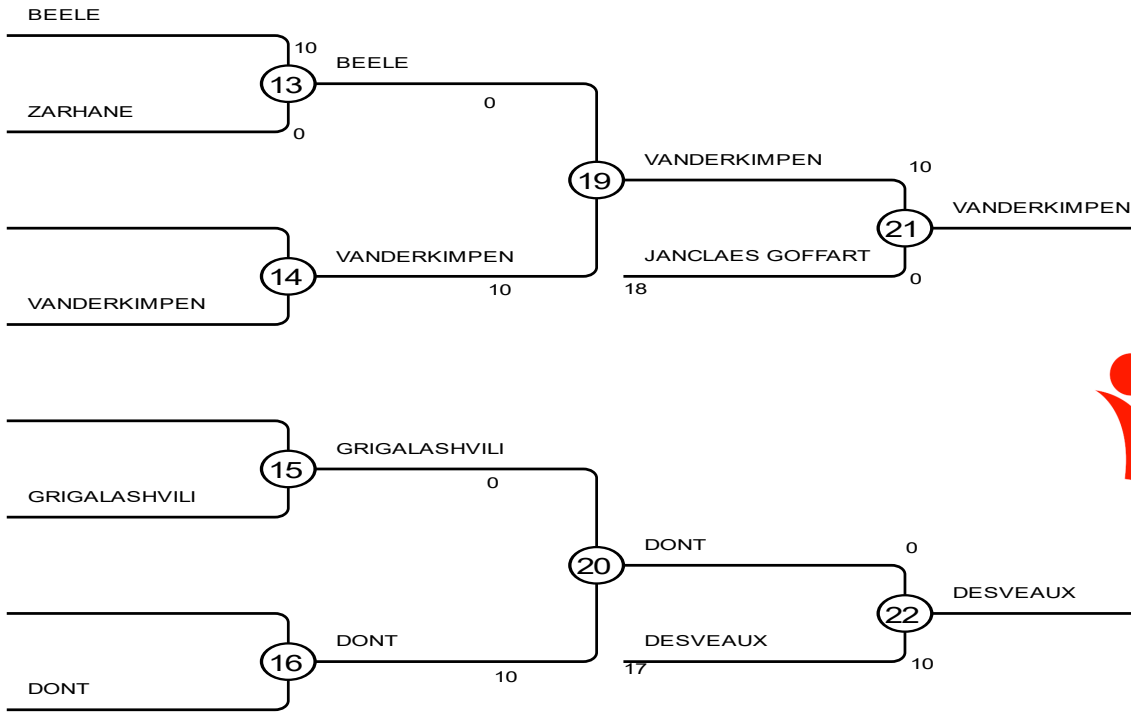 BEELE
10
13
BEELE
0
ZARHANE
0
19
VANDERKIMPEN
10
21
VANDERKIMPEN
14
VANDERKIMPEN
10
JANCLAES GOFFART
18
0
VANDERKIMPEN
15
GRIGALASHVILI
0
GRIGALASHVILI
20
DONT
0
22
DESVEAUX
16
DONT
10
DESVEAUX
17
10
DONT